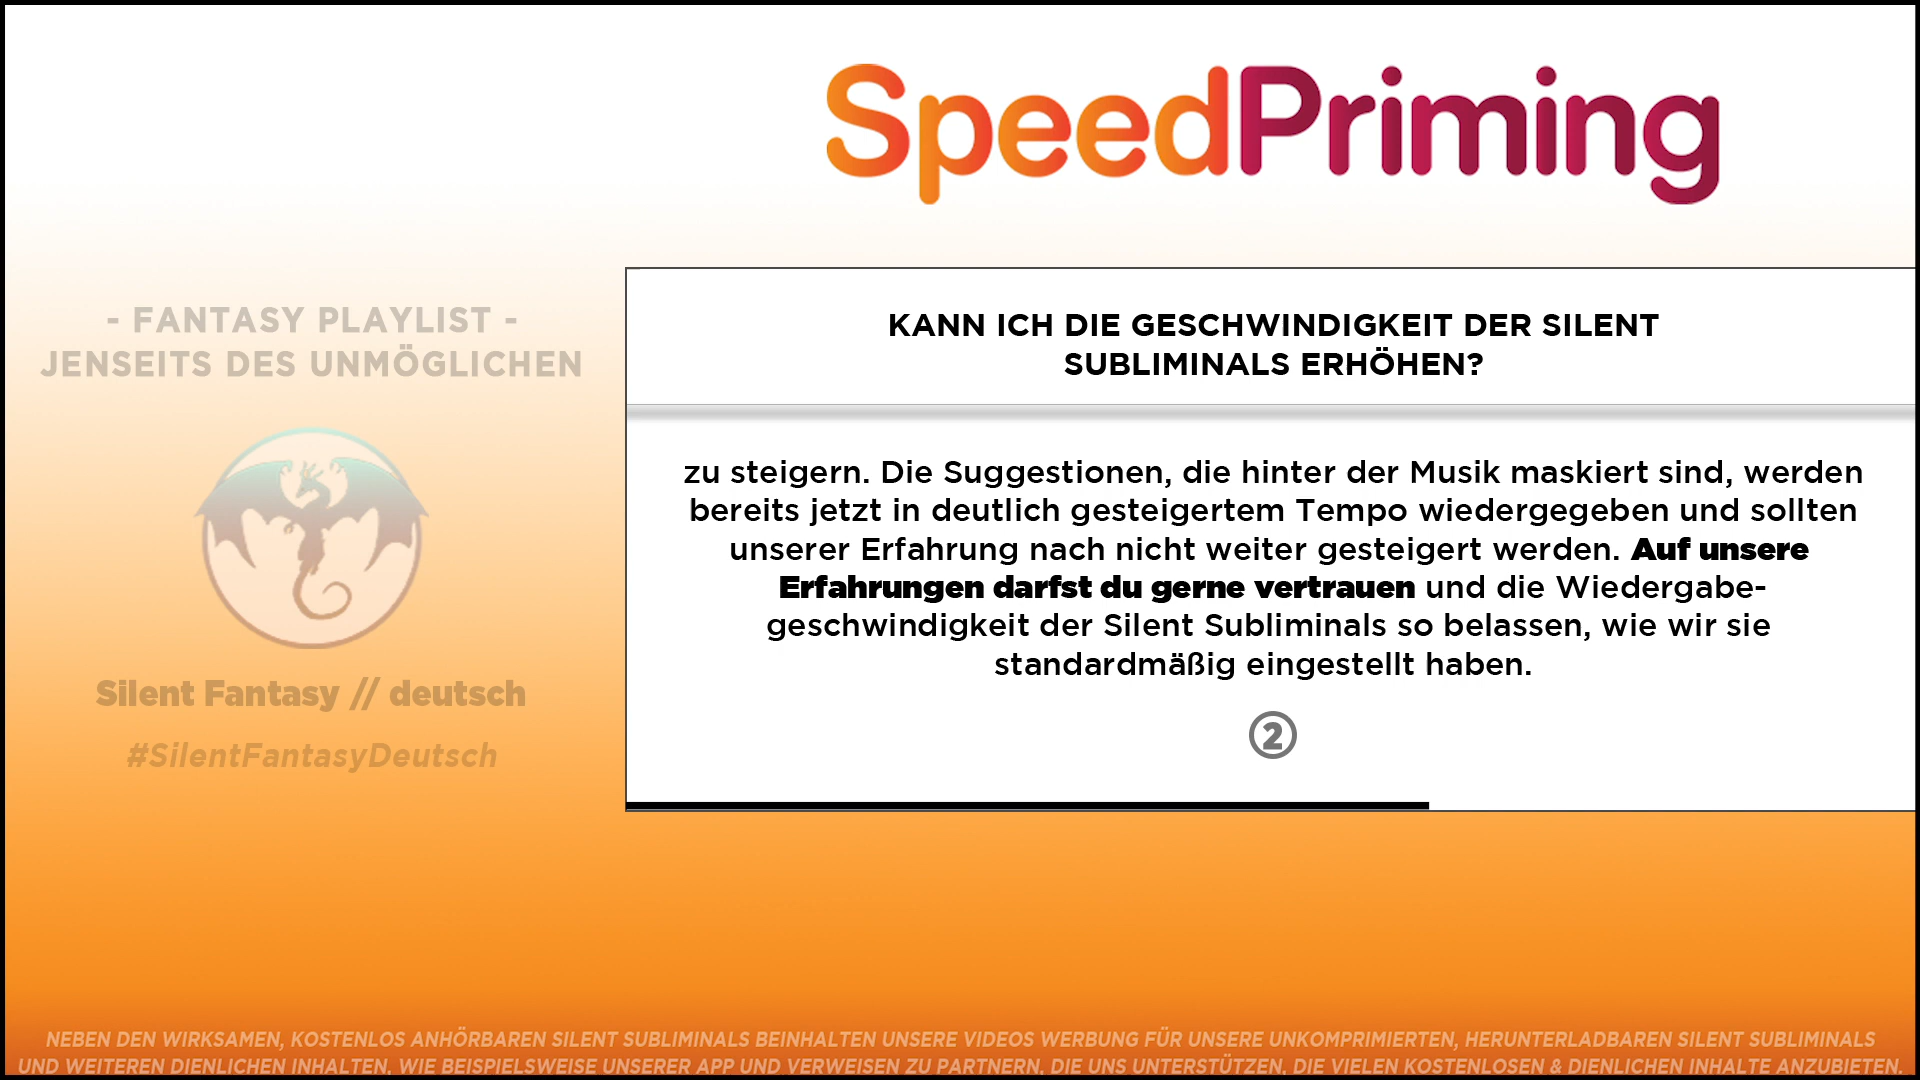 SpeedPriming
- FANTASY PLAYLIST -
JENSEITS DES UNMÖGLICHEN
Silent Fantasy // deutsch
#SilentFantasyDeutsch
KANN ICH DIE GESCHWINDIGKEIT DER SILENT
SUBLIMINALS ERHÖHEN?
zu steigern. Die Suggestionen, die hinter der Musik maskiert sind, werden
bereits jetzt in deutlich gesteigertem Tempo wiedergegeben und sollten
unserer Erfahrung nach nicht weiter gesteigert werden. Auf unsere
Erfahrungen darfst du gerne vertrauen und die Wiedergabe-
geschwindigkeit der Silent Subliminals so belassen, wie wir sie
standardmäßig eingestellt haben.
2
NEBEN DEN WIRKSAMEN, KOSTENLOS ANHÖRBAREN SILENT SUBLIMINALS BEINHALTEN UNSERE VIDEOS WERBUNG FÜR UNSERE UNKOMPRIMIERTEN, HERUNTERLADBAREN SILENT SUBLIMINALS
UND WEITEREN DIENLICHEN INHALTEN, WIE BEISPIELSWEISE UNSERER APP UND VERWEISEN ZU PARTNERN, DIE UNS UNTERSTÜTZEN, DIE VIELEN KOSTENLOSEN & DIENLICHEN INHALTE ANZUBIETEN.